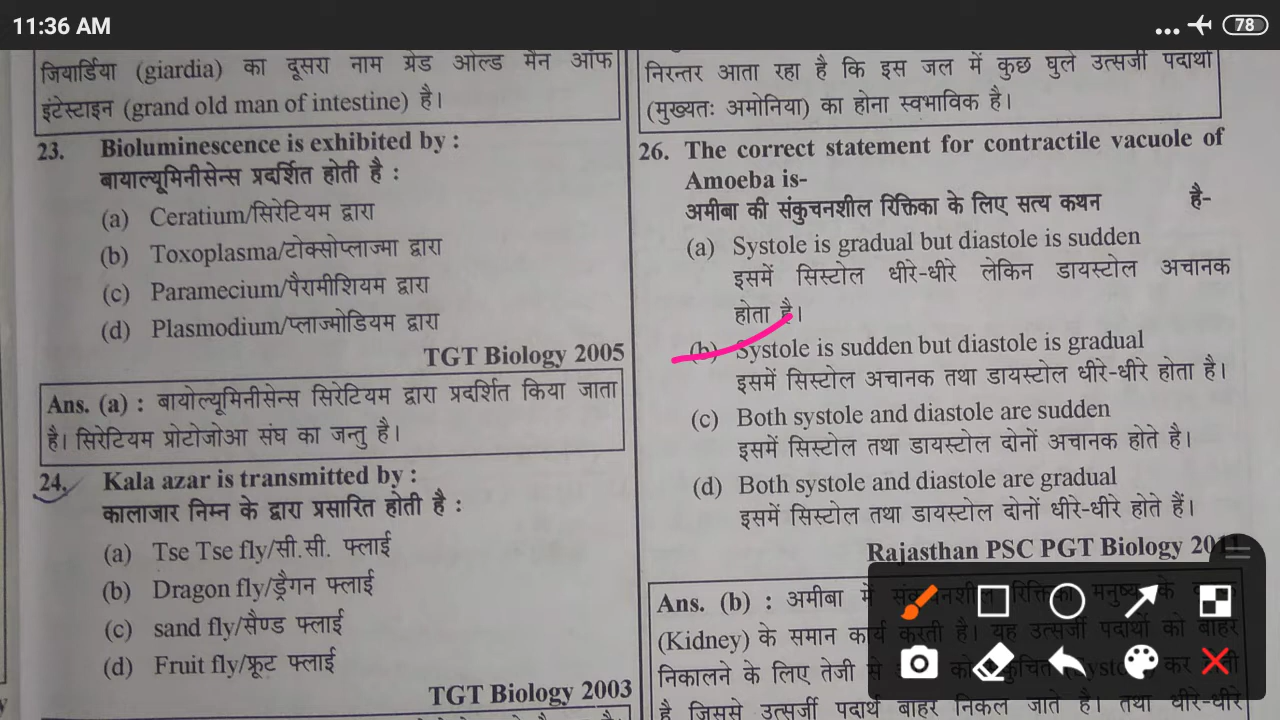 11:36 AM
78
जियार्डिया (giardia) का दूसरा नाम ग्रेड ओल्ड मैन ऑफ
इंटेस्टाइन (grand old man of intestine) है।
23. Bioluminescence is exhibited by :
बायाल्यूमिनीसेन्स प्रदर्शित होती है :
(a) Ceratium/सिरेटियम द्वारा
(b) Toxoplasma/टोक्सोप्लाज्मा द्वारा
(c) Paramecium/पैरामीशियम द्वारा
(d) Plasmodium/प्लाज्मोडियम द्वारा
TGT Biology 2005
Ans. (a) : बायोल्यूमिनीसेन्स सिरेटियम द्वारा प्रदर्शित किया जाता
है। सिरेटियम प्रोटोजोआ संघ का जन्तु है।
24. Kala azar is transmitted by :
कालाजार निम्न के द्वारा प्रसारित होती है :
(a) Tse Tse fly/सी.सी. फ्लाई
(b) Dragon fly/ड्रैगन फ्लाई
(c) sand fly/सैण्ड फ्लाई
(d) Fruit fly/फ्रूट फ्लाई
TGT Biology 2003
निरन्तर आता रहा है कि इस जल में कुछ घुले उत्सर्जी पदार्थों
(मुख्यतः अमोनिया) का होना स्वभाविक है।
26. The correct statement for contractile vacuole of
Amoeba is-
अमीबा की संकुचनशील रिक्तिका के लिए सत्य कथन है-
(a) Systole is gradual but diastole is sudden
इसमें सिस्टोल धीरे-धीरे लेकिन डायस्टोल अचानक
होता है।
(b) Systole is sudden but diastole is gradual
इसमें सिस्टोल अचानक तथा डायस्टोल धीरे-धीरे होता है।
(c) Both systole and diastole are sudden
इसमें सिस्टोल तथा डायस्टोल दोनों अचानक होते है।
(d) Both systole and diastole are gradual
इसमें सिस्टोल तथा डायस्टोल दोनों धीरे-धीरे होते हैं।
Rajasthan PSC PGT Biology 2011
Ans. (b) : अमीबा में संकुचनशील रिक्तिका मनुष्य के
(Kidney) के समान कार्य करती है। यह उत्सर्जी पदार्थों को बाहर
निकालने के लिए तेजी से को कुचित (Systole) कर
है जिससे उत्सर्जी पदार्थ बाहर निकल जाते है। तथा धीरे-धीरे